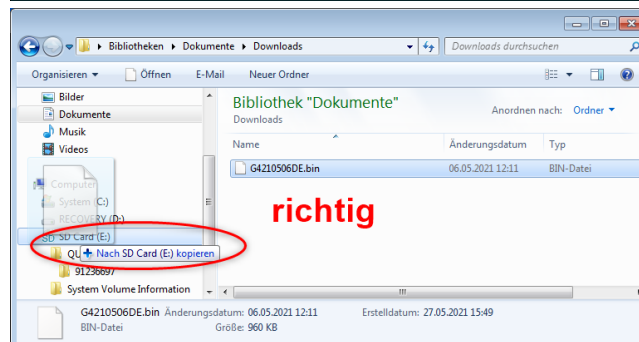 Bibliotheken ▸ Dokumente ▸ Downloads
Downloads durchsuchen
Organisieren Öffnen E-Mail Neuer Ordner
Bilder
Dokumente
Musik
Videos
Computer
System (C:)
RECOVERY (D:)
SD Card (E:)
QU
91236697
System Volume Information
Nach SD Card (E:) kopieren
Bibliothek "Dokumente"
Downloads
Anordnen nach: Ordner
Name Änderungsdatum Typ
G4210506DE.bin 06.05.2021 12:11 BIN-Datei
richtig
G4210506DE.bin Änderungsdatum: 06.05.2021 12:11 Erstelldatum: 27.05.2021 15:49
BIN-Datei Größe: 960 KB